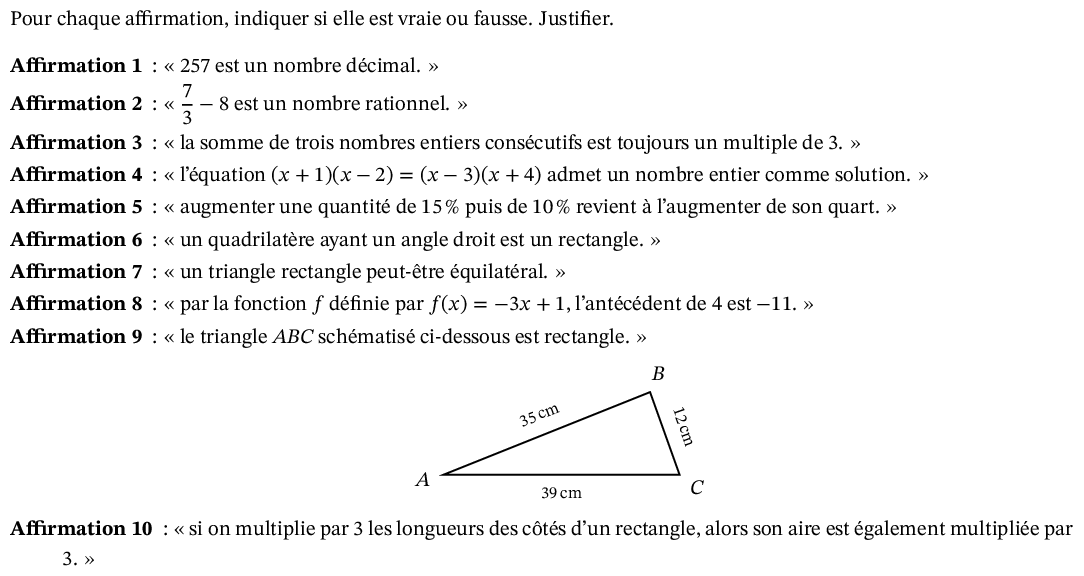 Pour chaque affirmation, indiquer si elle est vraie ou fausse. Justifier.
Affirmation 1 : « 257 est un nombre décimal. »
Affirmation 2 : « 7/3 − 8 est un nombre rationnel. »
Affirmation 3 : « la somme de trois nombres entiers consécutifs est toujours un multiple de 3. »
Affirmation 4 : « l’équation (x + 1)(x − 2) = (x − 3)(x + 4) admet un nombre entier comme solution. »
Affirmation 5 : « augmenter une quantité de 15 % puis de 10 % revient à l’augmenter de son quart. »
Affirmation 6 : « un quadrilatère ayant un angle droit est un rectangle. »
Affirmation 7 : « un triangle rectangle peut-être équilatéral. »
Affirmation 8 : « par la fonction f définie par f(x) = −3x + 1, l’antécédent de 4 est −11. »
Affirmation 9 : « le triangle ABC schématisé ci-dessous est rectangle. »
B
35 cm
12 cm
A
C
39 cm
Affirmation 10 : « si on multiplie par 3 les longueurs des côtés d’un rectangle, alors son aire est également multipliée par
3. »